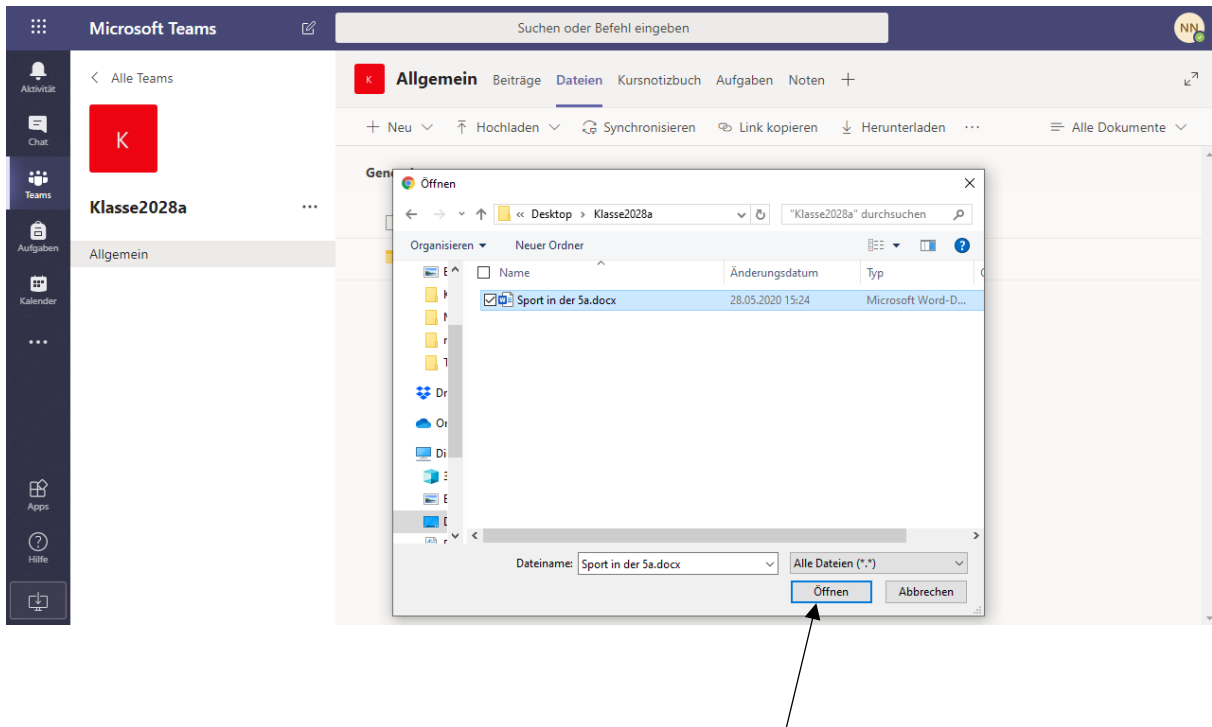 Microsoft Teams
Suchen oder Befehl eingeben
NN
Aktivität
Chat
Teams
Aufgaben
Kalender
Apps
Hilfe
Alle Teams
K
Klasse2028a
Allgemein
K Allgemein Beiträge Dateien Kursnotizbuch Aufgaben Noten
Neu Hochladen Synchronisieren Link kopieren Herunterladen Alle Dokumente
Öffnen
« Desktop › Klasse2028a "Klasse2028a" durchsuchen
Organisieren Neuer Ordner
Name Änderungsdatum Typ
Sport in der 5a.docx 28.05.2020 15:24 Microsoft Word-D...
Dateiname: Sport in der 5a.docx Alle Dateien (*.*)
Öffnen Abbrechen